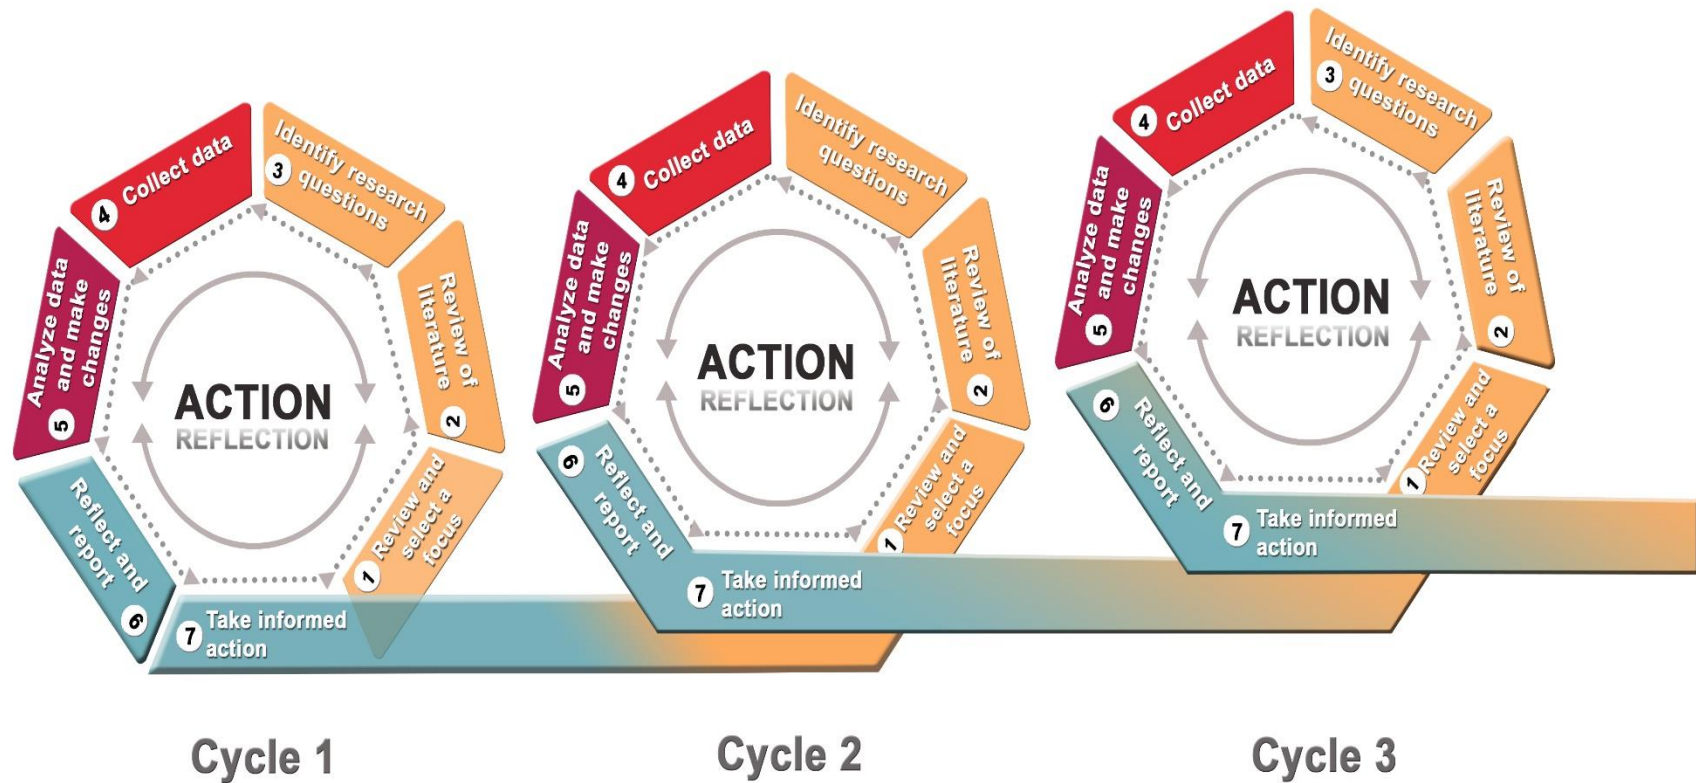 4 Collect data
Identify research
3 questions
Review of
literature
2
Analyze data
and make
changes
5
ACTION
REFLECTION
Reflect and
report
6
1 Review and
select a
focus
7 Take informed
action
Cycle 1
4 Collect data
Identify research
questions
Review of
literature
2
Analyze data
and make
changes
5
ACTION
REFLECTION
6 Reflect and
report
1 Review and
select a
focus
7 Take informed
action
Cycle 2
4 Collect data
Identify research
3 questions
Review of
literature
2
Analyze data
and make
changes
5
ACTION
REFLECTION
6 Reflect and
report
1 Review and
select a
focus
7 Take informed
action
Cycle 3